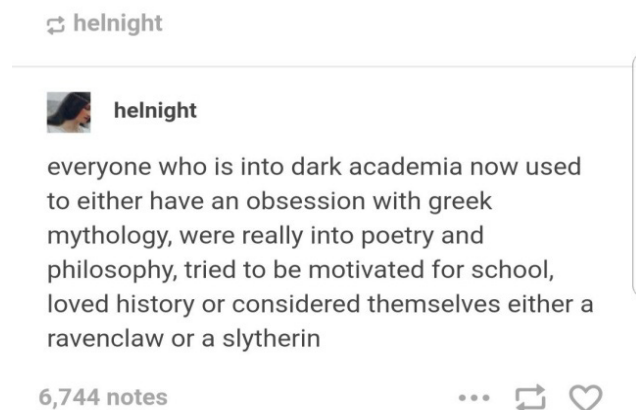 helnight
helnight
everyone who is into dark academia now used
to either have an obsession with greek
mythology, were really into poetry and
philosophy, tried to be motivated for school,
loved history or considered themselves either a
ravenclaw or a slytherin
6,744 notes